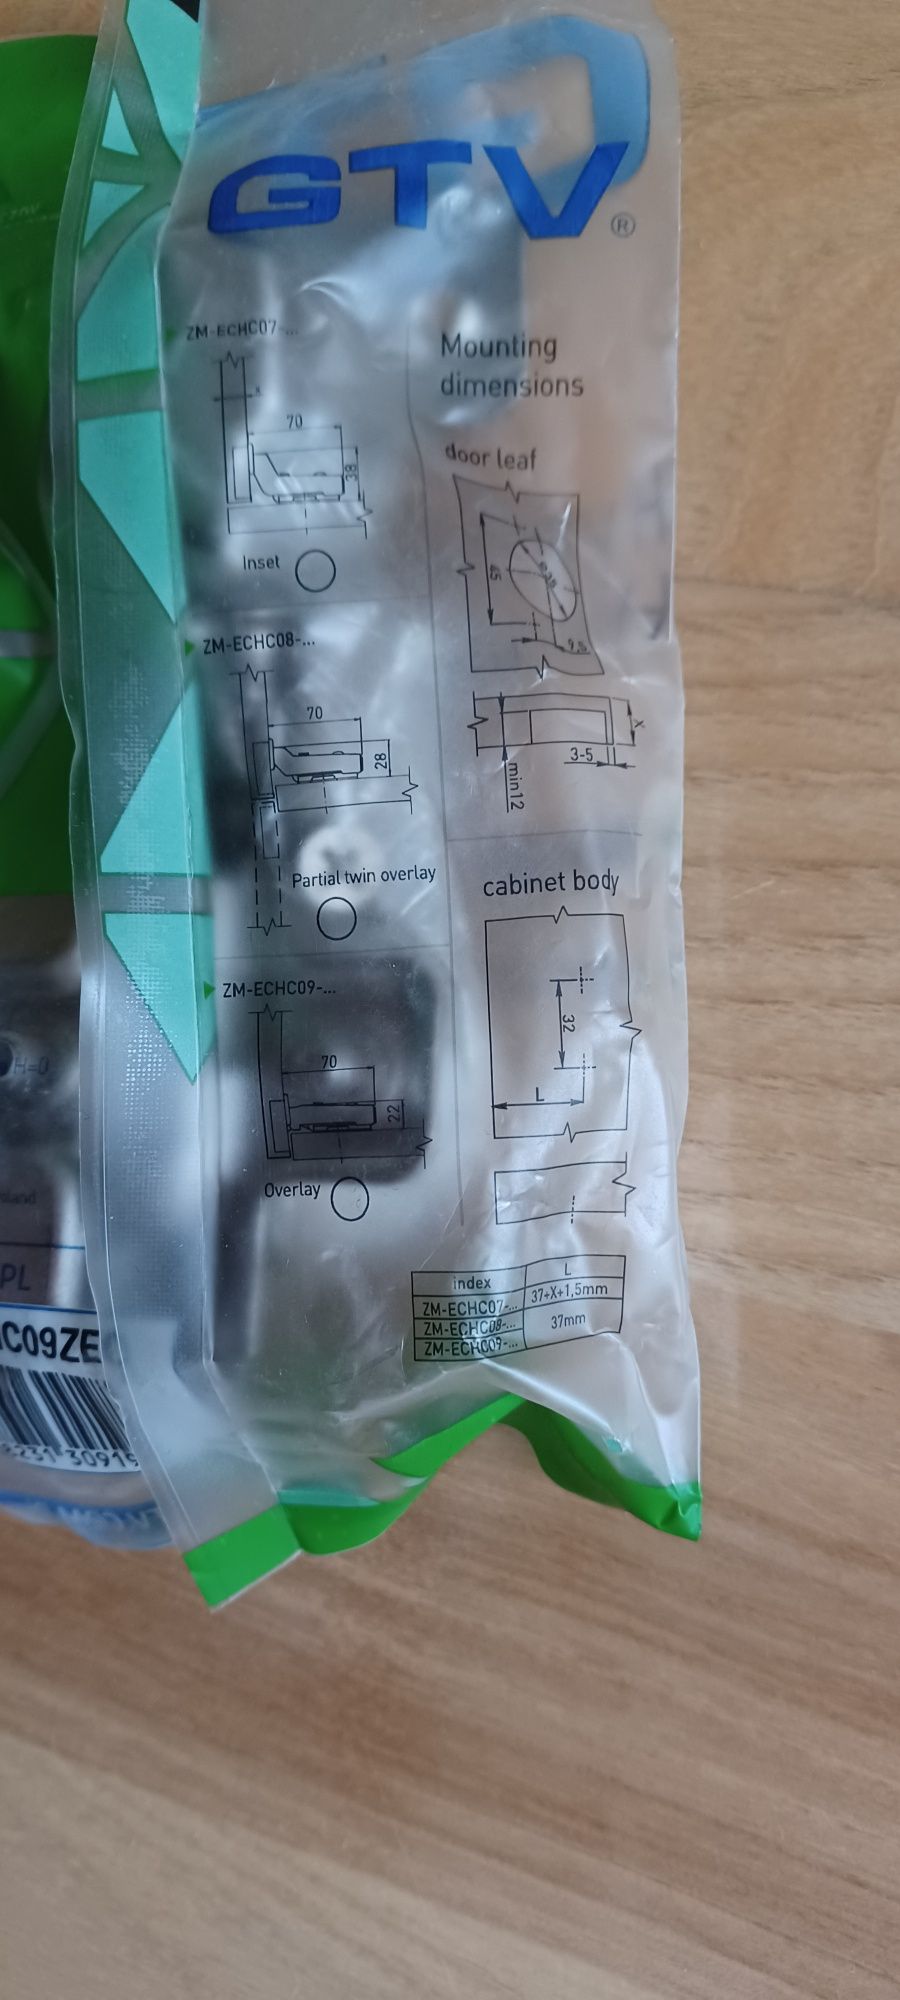 GTV®
ZM-ECHC07-...
x
70
38
Inset
ZM-ECHC08-...
70
28
Partial twin overlay
ZM-ECHC09-...
70
22
Overlay
Mounting
dimensions
door leaf
45
9,5
X
3-5
min12
cabinet body
32
L
index L
ZM-ECHC07-... 37+X+1,5mm
ZM-ECHC08-... 37mm
ZM-ECHC09-...
H=0
PL
C09ZE